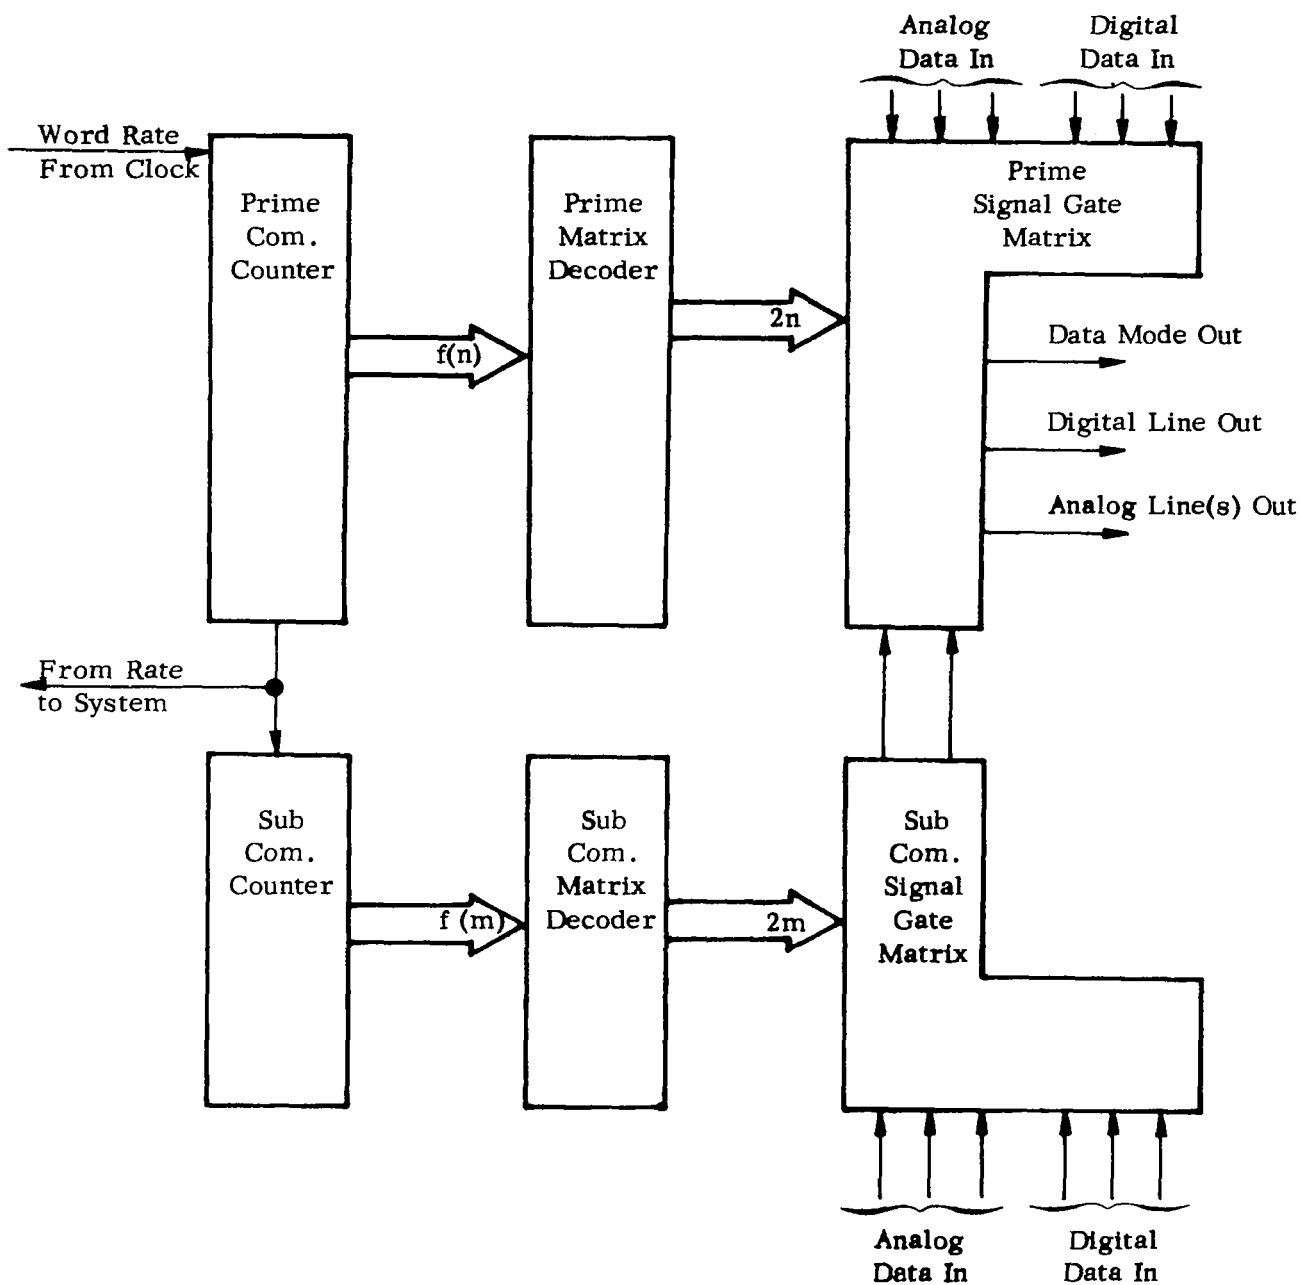 Analog
Data In
Digital
Data In
Word Rate
From Clock
Prime
Com.
Counter
Prime
Matrix
Decoder
Prime
Signal Gate
Matrix
f(n)
2n
Data Mode Out
Digital Line Out
Analog Line(s) Out
From Rate
to System
Sub
Com.
Counter
Sub
Com.
Matrix
Decoder
Sub
Com.
Signal
Gate
Matrix
f (m)
2m
Analog
Data In
Digital
Data In